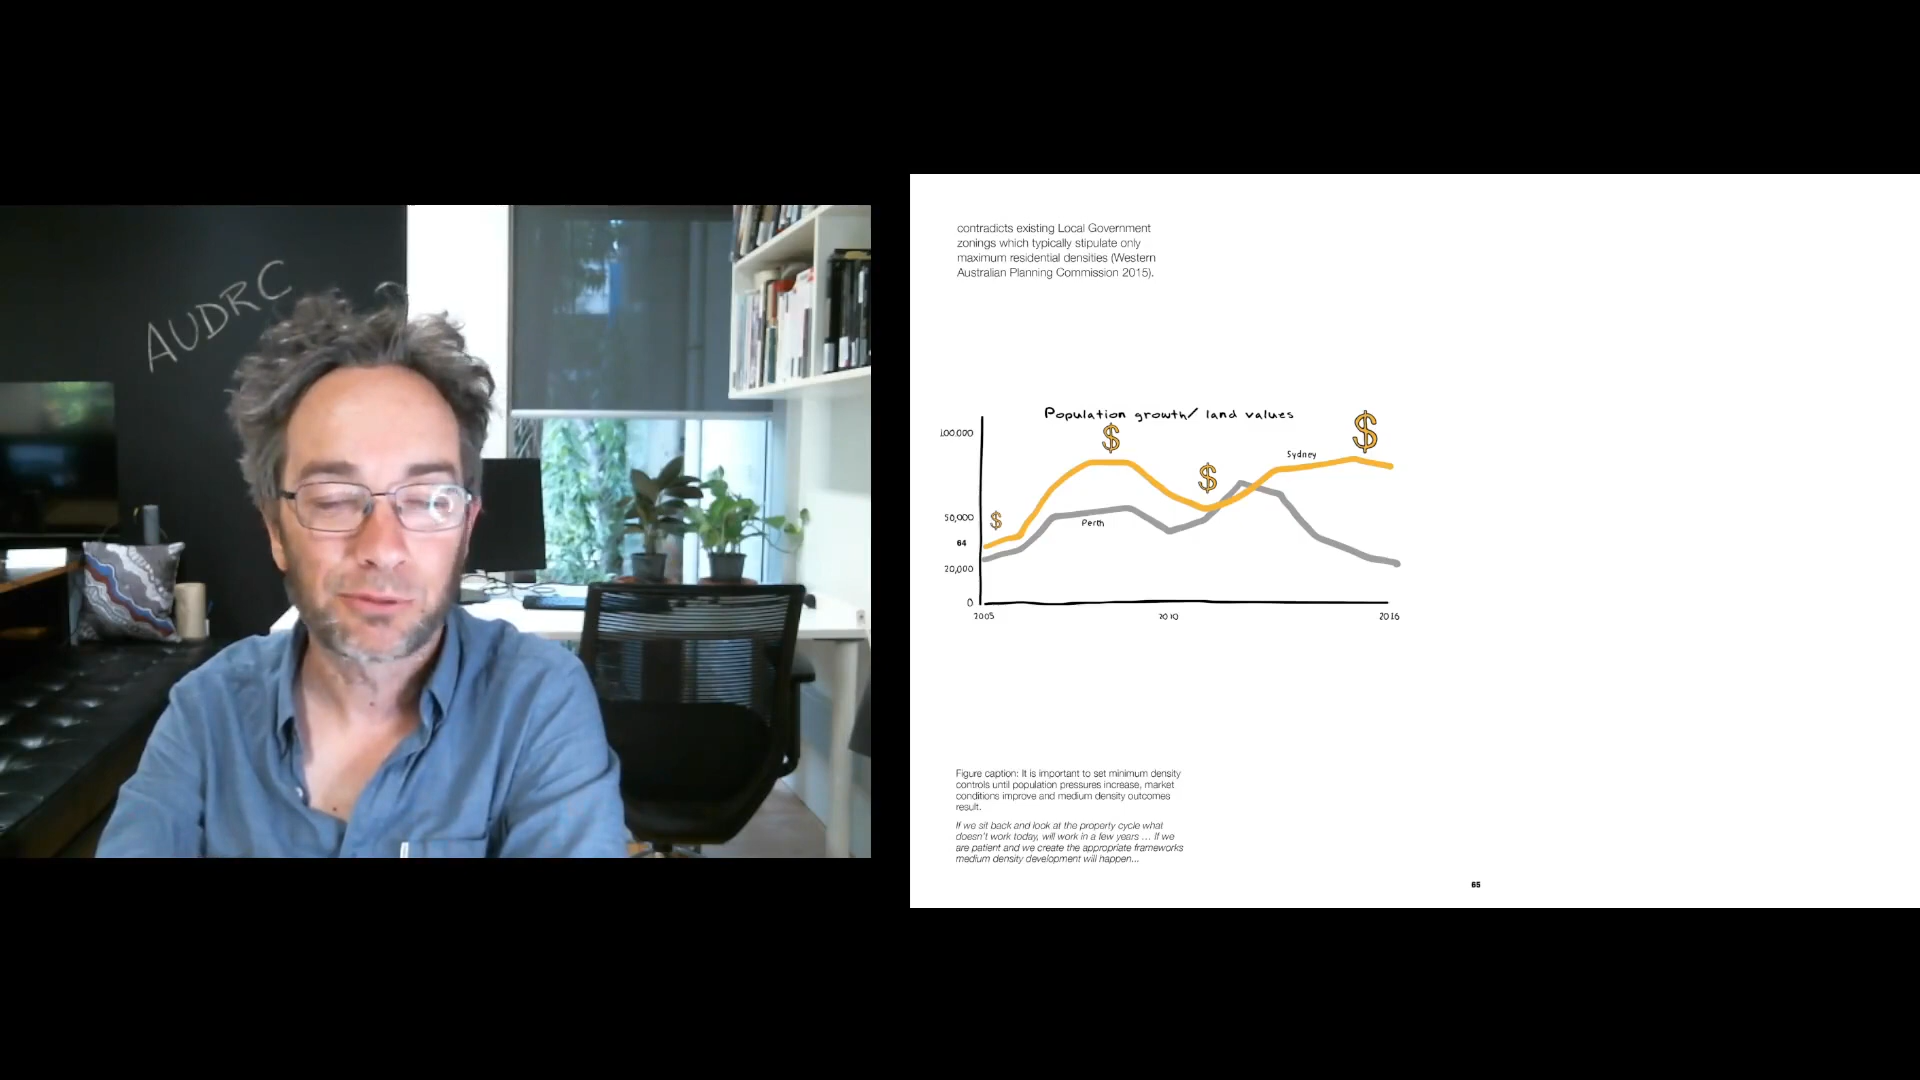 AUDRC
contradicts existing Local Government
zonings which typically stipulate only
maximum residential densities (Western
Australian Planning Commission 2015).
Population growth/ land values
100,000
$
$
$
Sydney
$
50,000
Perth
64
20,000
0
2005
2010
2016
Figure caption: It is important to set minimum density
controls until population pressures increase, market
conditions improve and medium density outcomes
result.
If we sit back and look at the property cycle what
doesn't work today, will work in a few years ... If we
are patient and we create the appropriate frameworks
medium density development will happen...
65